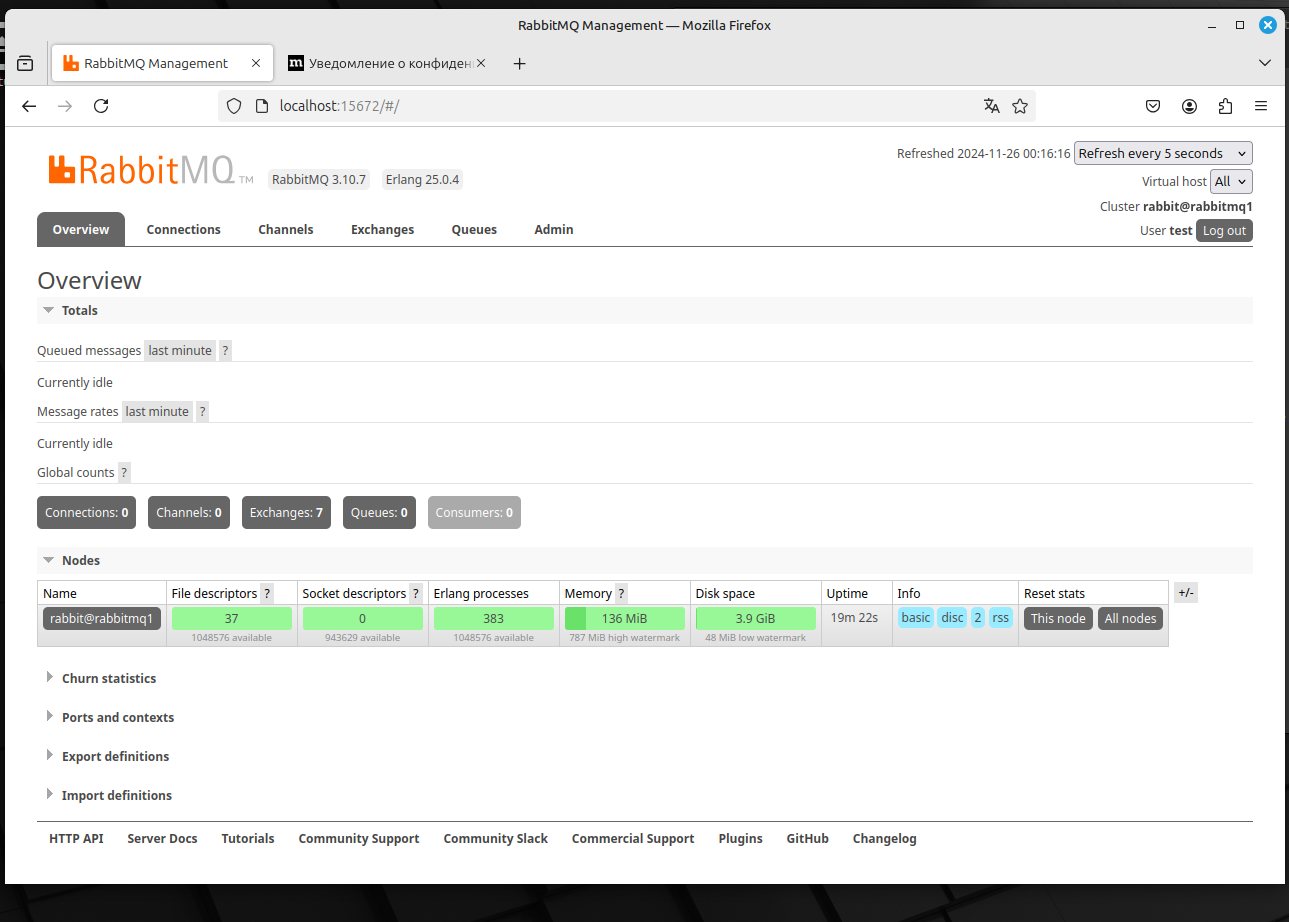 RabbitMQ Management — Mozilla Firefox
RabbitMQ Management
Уведомление о конфиден
localhost:15672/#/
RabbitMQ TM
RabbitMQ 3.10.7
Erlang 25.0.4
Refreshed 2024-11-26 00:16:16 Refresh every 5 seconds
Virtual host All
Cluster rabbit@rabbitmq1
User test Log out
Overview Connections Channels Exchanges Queues Admin
Overview
Totals
Queued messages last minute ?
Currently idle
Message rates last minute ?
Currently idle
Global counts ?
Connections: 0 Channels: 0 Exchanges: 7 Queues: 0 Consumers: 0
Nodes
Name File descriptors ? Socket descriptors ? Erlang processes Memory ? Disk space Uptime Info Reset stats +/-
rabbit@rabbitmq1 37 0 383 136 MiB 3.9 GiB 19m 22s basic disc 2 rss This node All nodes
1048576 available 943629 available 1048576 available 787 MiB high watermark 48 MiB low watermark
Churn statistics
Ports and contexts
Export definitions
Import definitions
HTTP API Server Docs Tutorials Community Support Community Slack Commercial Support Plugins GitHub Changelog